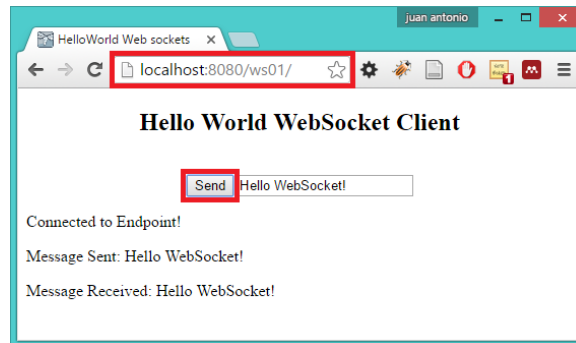 juan antonio
HelloWorld Web sockets
localhost:8080/ws01/
1
Hello World WebSocket Client
Send Hello WebSocket!
Connected to Endpoint!
Message Sent: Hello WebSocket!
Message Received: Hello WebSocket!